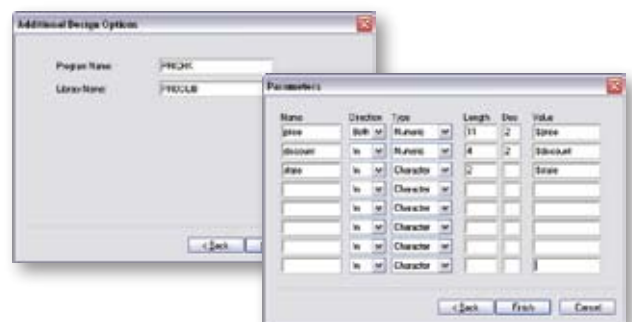 Additional Design Options
Program Name:
Library Name:
< Back
Parameters
Name Direction Type Length Dec Value
price Both Numeric 11 2 $price
discount In Numeric 4 2 $discount
state In Character 2 $state
In Character
In Character
In Character
In Character
In Character
< Back Finish Cancel